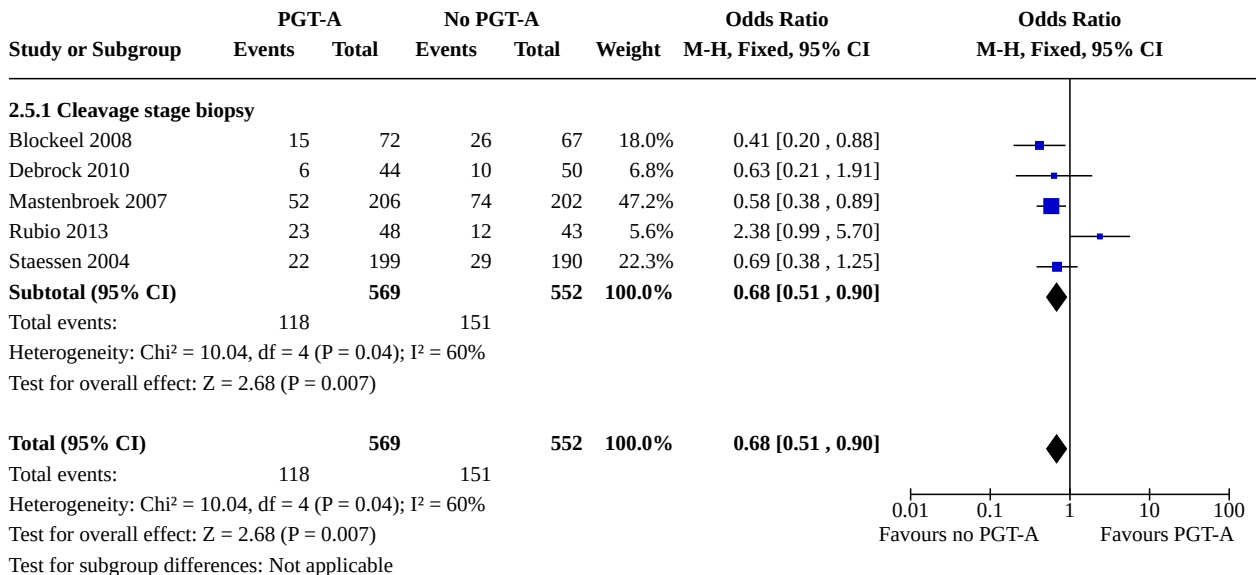 PGT-A No PGT-A Odds Ratio Odds Ratio
Study or Subgroup Events Total Events Total Weight M-H, Fixed, 95% CI M-H, Fixed, 95% CI
2.5.1 Cleavage stage biopsy
Blockeel 2008 15 72 26 67 18.0% 0.41 [0.20 , 0.88]
Debrock 2010 6 44 10 50 6.8% 0.63 [0.21 , 1.91]
Mastenbroek 2007 52 206 74 202 47.2% 0.58 [0.38 , 0.89]
Rubio 2013 23 48 12 43 5.6% 2.38 [0.99 , 5.70]
Staessen 2004 22 199 29 190 22.3% 0.69 [0.38 , 1.25]
Subtotal (95% CI) 569 552 100.0% 0.68 [0.51 , 0.90]
Total events: 118 151
Heterogeneity: Chi² = 10.04, df = 4 (P = 0.04); I² = 60%
Test for overall effect: Z = 2.68 (P = 0.007)
Total (95% CI) 569 552 100.0% 0.68 [0.51 , 0.90]
Total events: 118 151
Heterogeneity: Chi² = 10.04, df = 4 (P = 0.04); I² = 60%
0.01 0.1 1 10 100
Test for overall effect: Z = 2.68 (P = 0.007) Favours no PGT-A Favours PGT-A
Test for subgroup differences: Not applicable